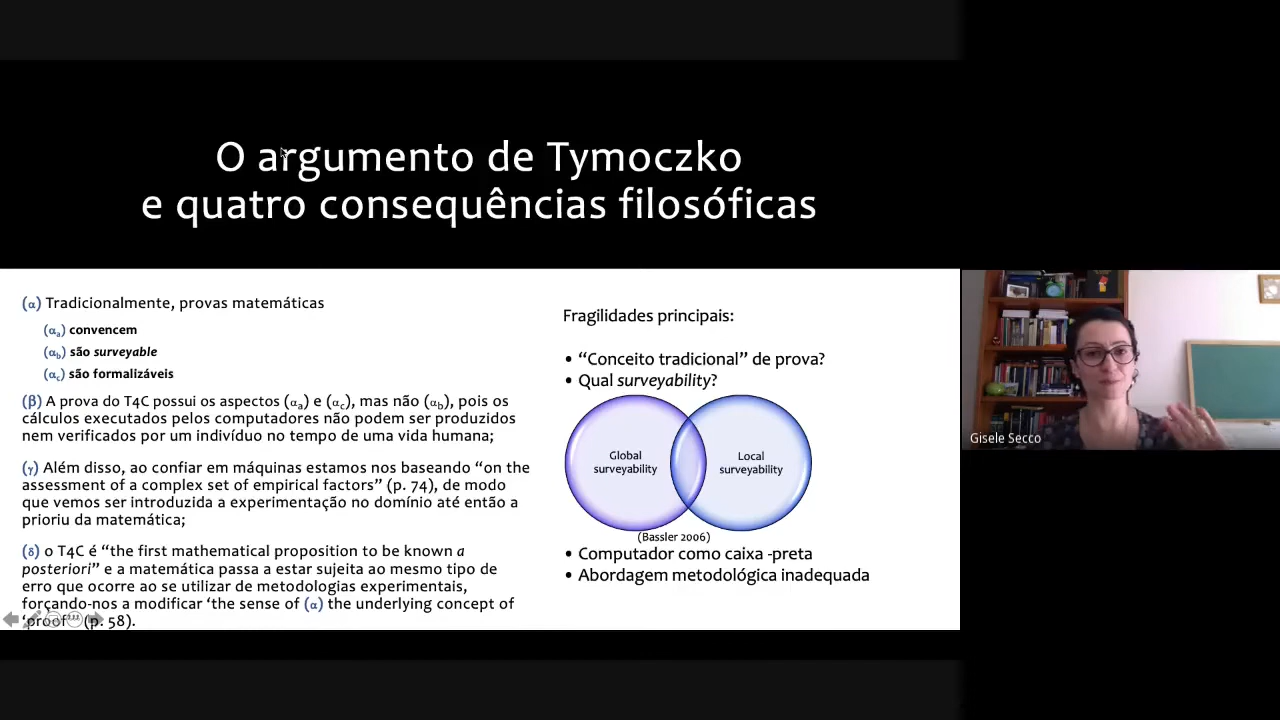 O argumento de Tymoczko
e quatro consequências filosóficas
(α) Tradicionalmente, provas matemáticas
(αa) convencem
(αb) são surveyable
(αc) são formalizáveis
(β) A prova do T4C possui os aspectos (αa) e (αc), mas não (αb), pois os
cálculos executados pelos computadores não podem ser produzidos
nem verificados por um indivíduo no tempo de uma vida humana;
(γ) Além disso, ao confiar em máquinas estamos nos baseando “on the
assessment of a complex set of empirical factors” (p. 74), de modo
que vemos ser introduzida a experimentação no domínio até então a
prioriu da matemática;
(δ) o T4C é “the first mathematical proposition to be known a
posteriori” e a matemática passa a estar sujeita ao mesmo tipo de
erro que ocorre ao se utilizar de metodologias experimentais,
forçando-nos a modificar ‘the sense of (α) the underlying concept of
‘proof’” (p. 58).
Fragilidades principais:
• “Conceito tradicional” de prova?
• Qual surveyability?
Global
surveyability
Local
surveyability
(Bassler 2006)
• Computador como caixa -preta
• Abordagem metodológica inadequada
Gisele Secco